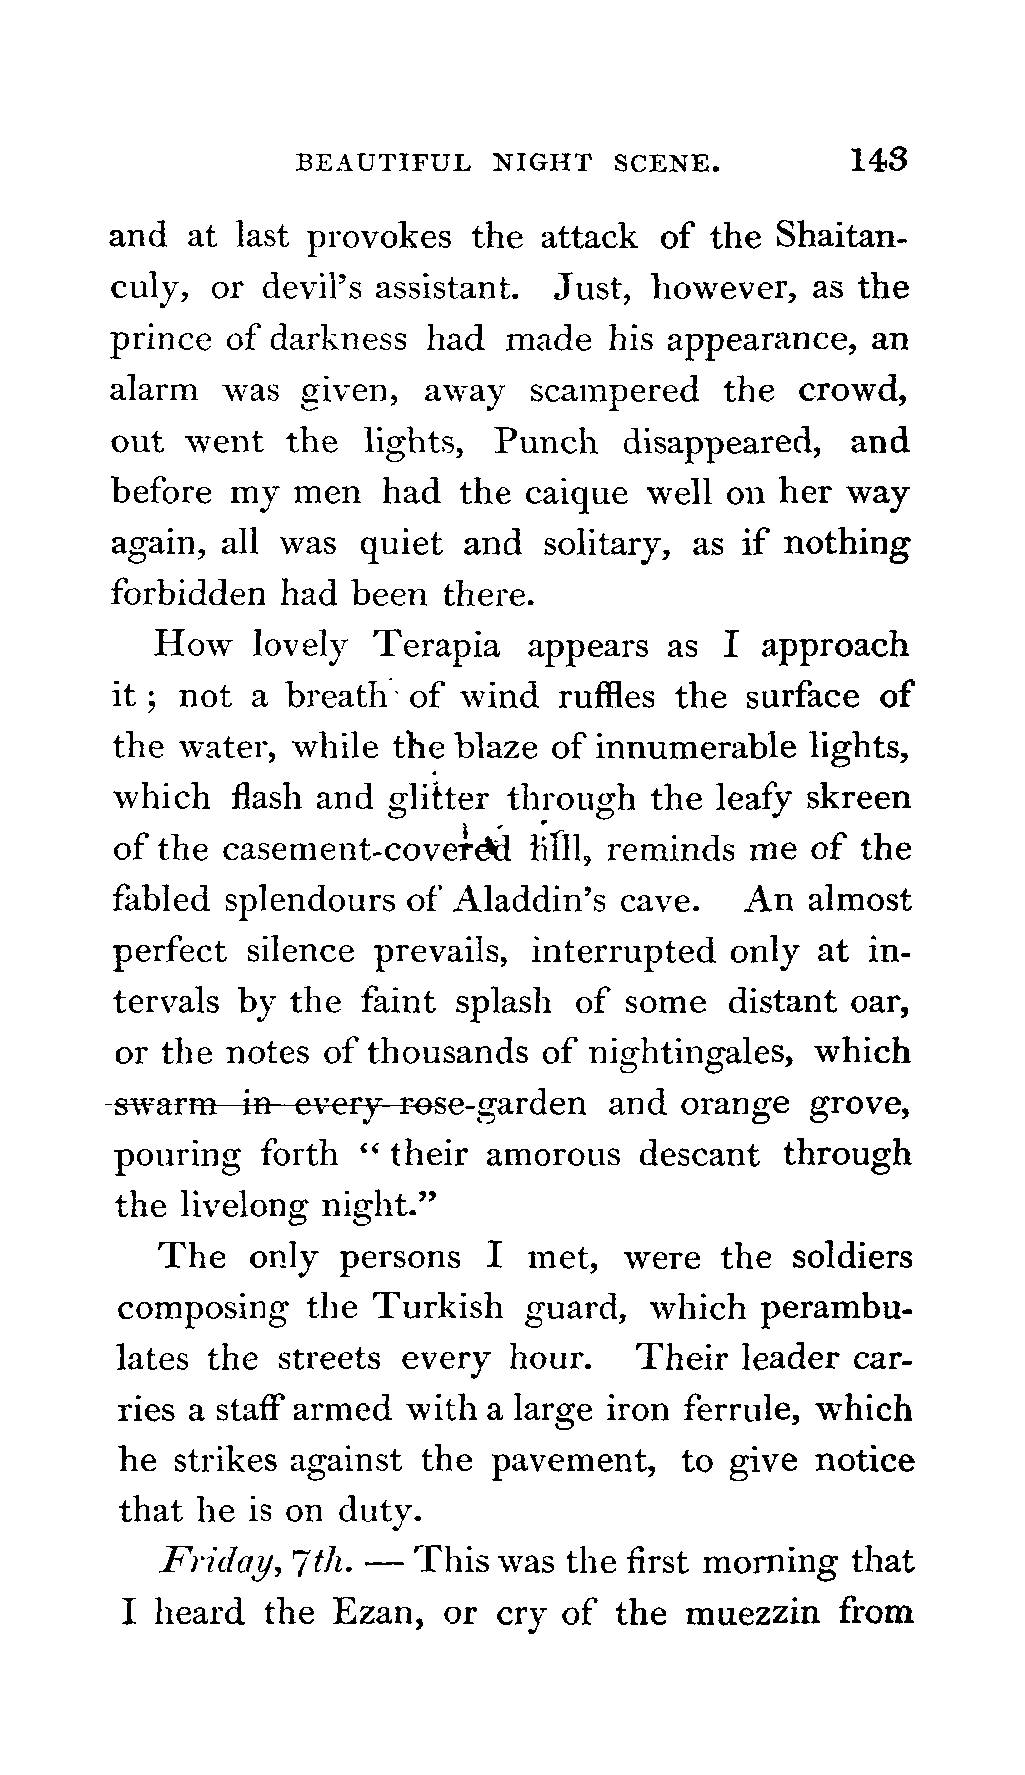 BEAUTIFUL NIGHT SCENE. 143
and at last provokes the attack of the Shaitan-
culy, or devil's assistant. Just, however, as the
prince of darkness had made his appearance, an
alarm was given, away scampered the crowd,
out went the lights, Punch disappeared, and
before my men had the caique well on her way
again, all was quiet and solitary, as if nothing
forbidden had been there.
How lovely Terapia appears as I approach
it ; not a breath of wind ruffles the surface of
the water, while the blaze of innumerable lights,
which flash and glitter through the leafy skreen
of the casement-covered hill, reminds me of the
fabled splendours of Aladdin's cave. An almost
perfect silence prevails, interrupted only at in-
tervals by the faint splash of some distant oar,
or the notes of thousands of nightingales, which
swarm in every rose-garden and orange grove,
pouring forth “ their amorous descant through
the livelong night.”
The only persons I met, were the soldiers
composing the Turkish guard, which perambu-
lates the streets every hour. Their leader car-
ries a staff armed with a large iron ferrule, which
he strikes against the pavement, to give notice
that he is on duty.
Friday, 7th. — This was the first morning that
I heard the Ezan, or cry of the muezzin from